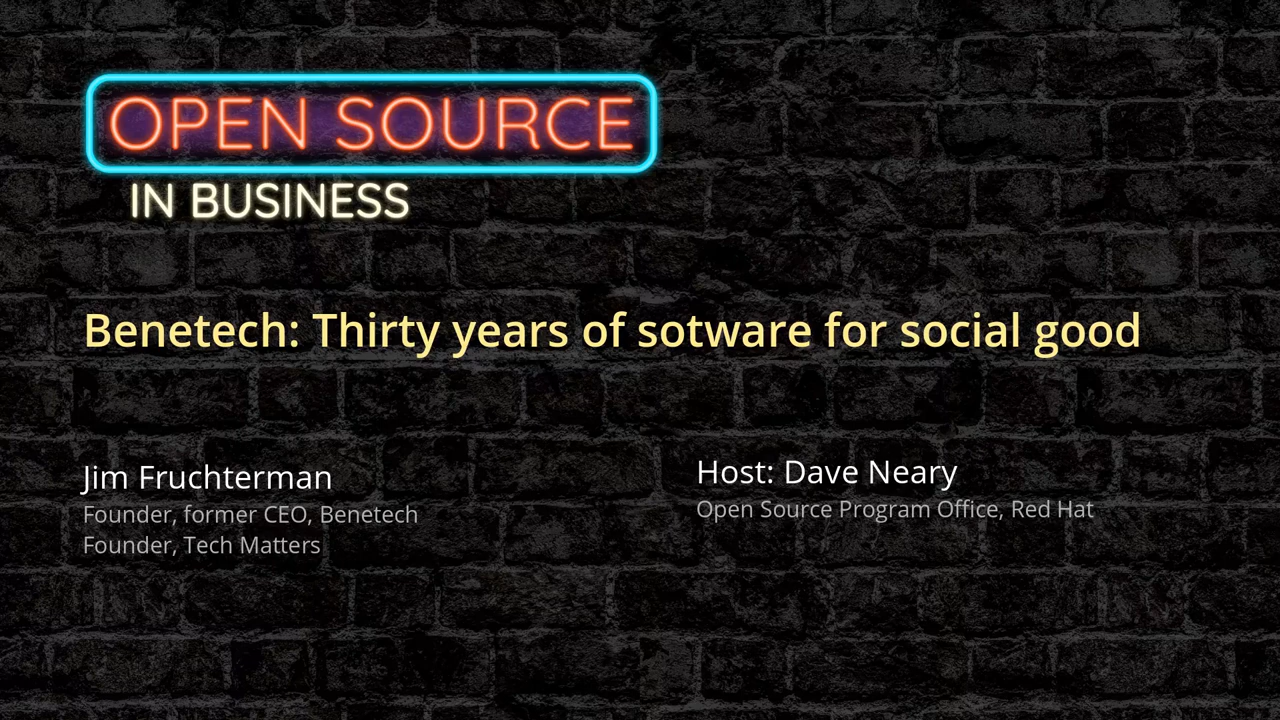 OPEN SOURCE
IN BUSINESS
Benetech: Thirty years of sotware for social good
Jim Fruchterman
Founder, former CEO, Benetech
Founder, Tech Matters
Host: Dave Neary
Open Source Program Office, Red Hat